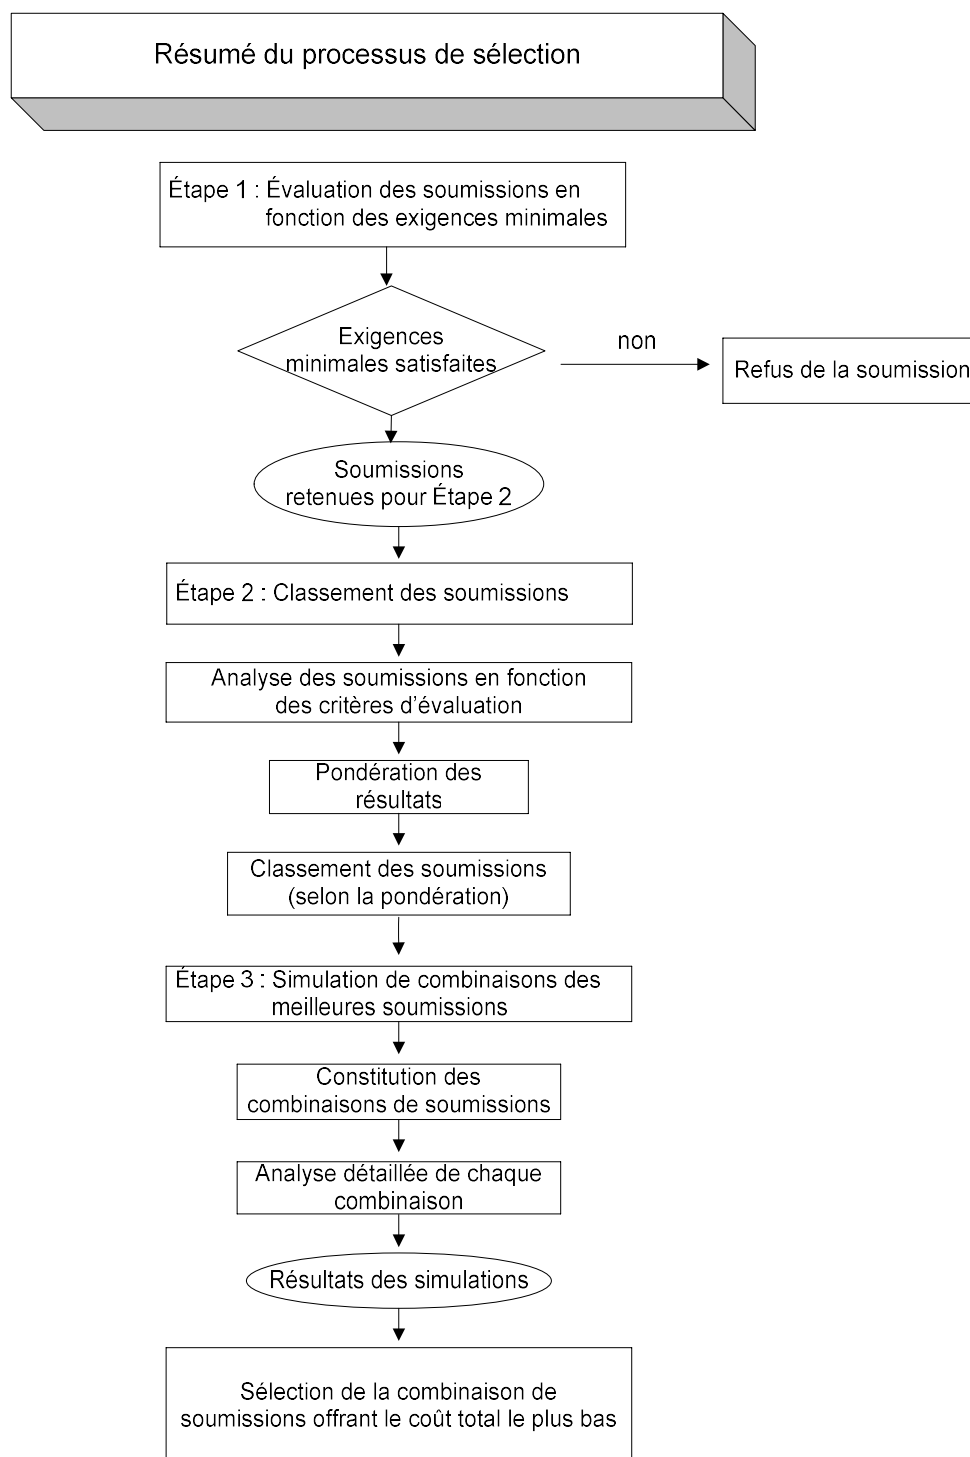 Résumé du processus de sélection
Étape 1 : Évaluation des soumissions en
fonction des exigences minimales
Exigences
minimales satisfaites
non
Refus de la soumission
Soumissions
retenues pour Étape 2
Étape 2 : Classement des soumissions
Analyse des soumissions en fonction
des critères d'évaluation
Pondération des
résultats
Classement des soumissions
(selon la pondération)
Étape 3 : Simulation de combinaisons des
meilleures soumissions
Constitution des
combinaisons de soumissions
Analyse détaillée de chaque
combinaison
Résultats des simulations
Sélection de la combinaison de
soumissions offrant le coût total le plus bas